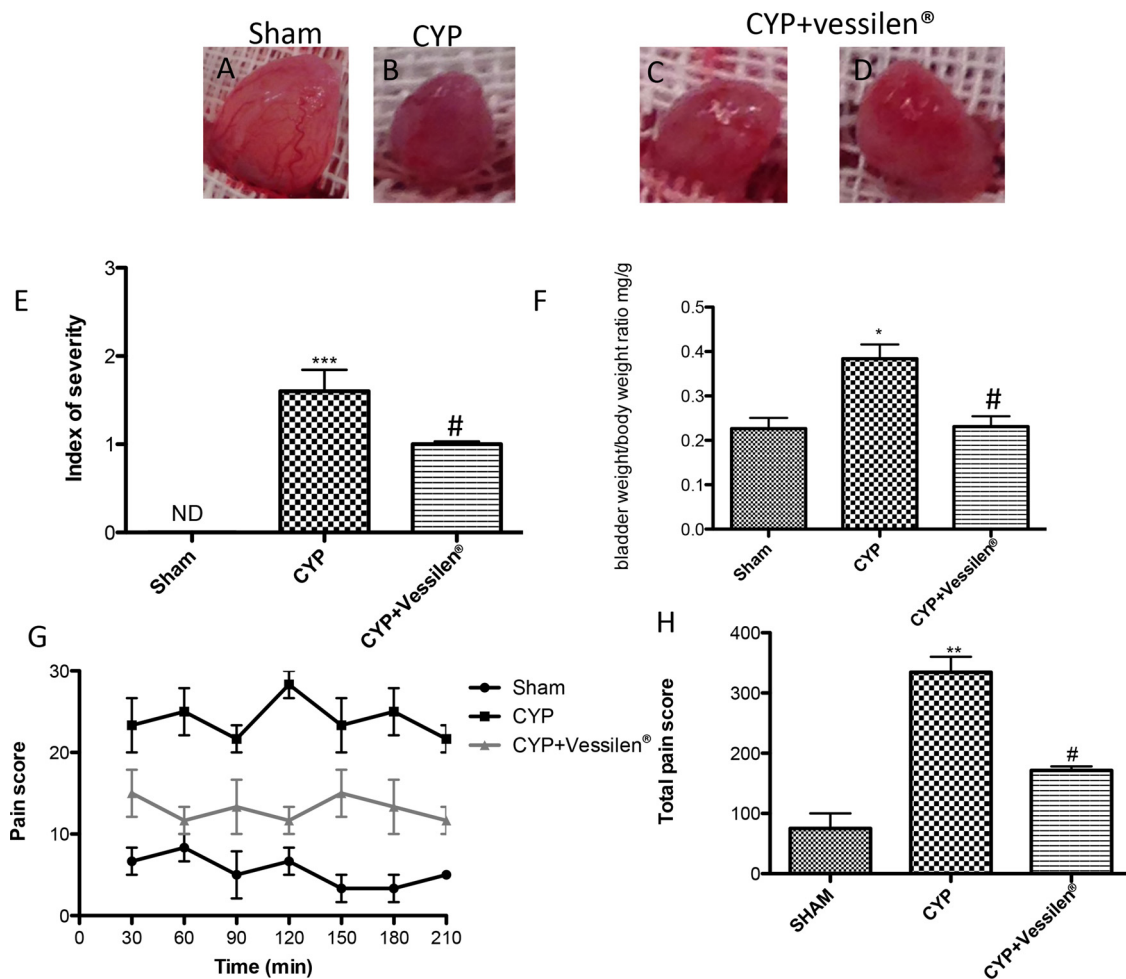 Sham
CYP
CYP+vessilen®
A
B
C
D
E
Index of severity
3
2
1
0
ND
***
#
Sham
CYP
CYP+Vessilen®
F
bladder weight/body weight ratio mg/g
0.5
0.4
0.3
0.2
0.1
0.0
*
#
Sham
CYP
CYP+Vessilen®
G
Pain score
30
20
10
0
0 30 60 90 120 150 180 210
Time (min)
Sham
CYP
CYP+Vessilen®
H
Total pain score
400
300
200
100
0
**
#
SHAM
CYP
CYP+Vessilen®